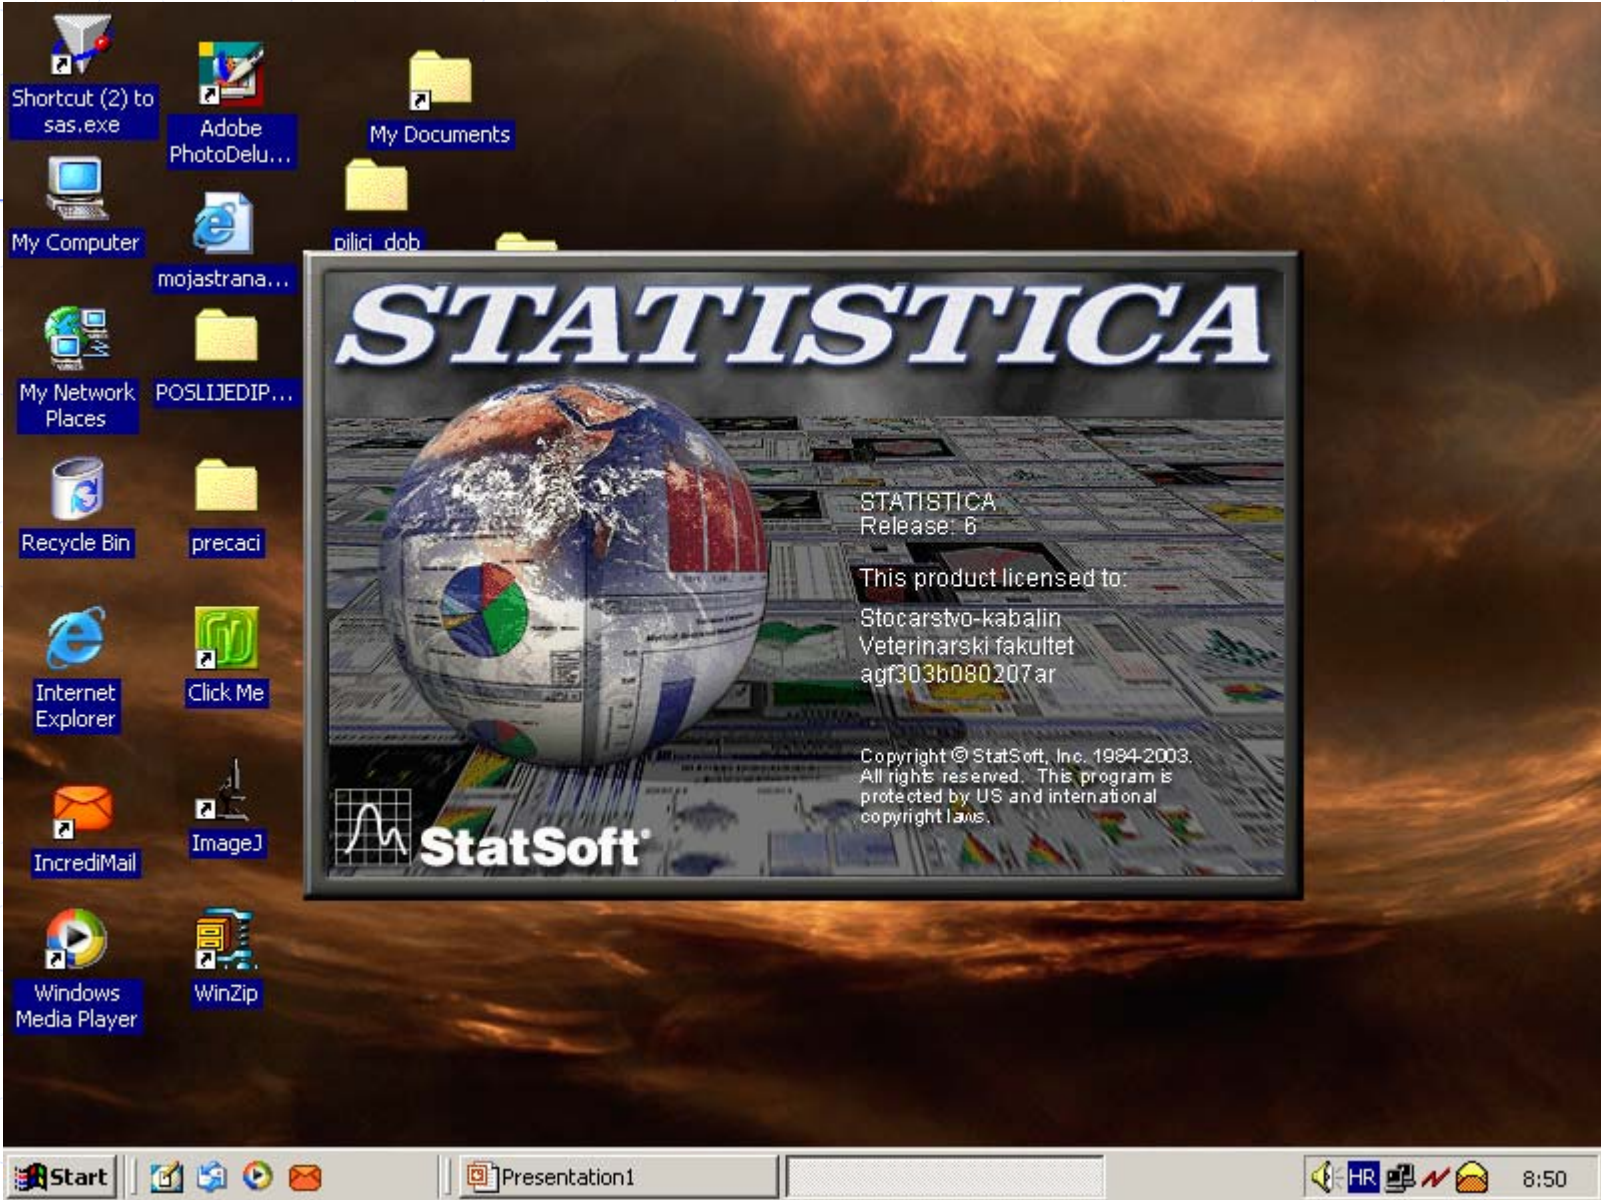 Shortcut (2) to
sas.exe
Adobe
PhotoDelu...
My Documents
My Computer
mojastrana...
pilici_dob
My Network
Places
POSLIJEDIP...
Recycle Bin
precaci
Internet
Explorer
Click Me
IncrediMail
ImageJ
Windows
Media Player
WinZip
STATISTICA
STATISTICA
Release: 6
This product licensed to:
Stocarstvo-kabalin
Veterinarski fakultet
agf303b080207ar
Copyright © StatSoft, Inc. 1984-2003.
All rights reserved. This program is
protected by US and international
copyright laws.
StatSoft®
Start
Presentation1
HR
8:50